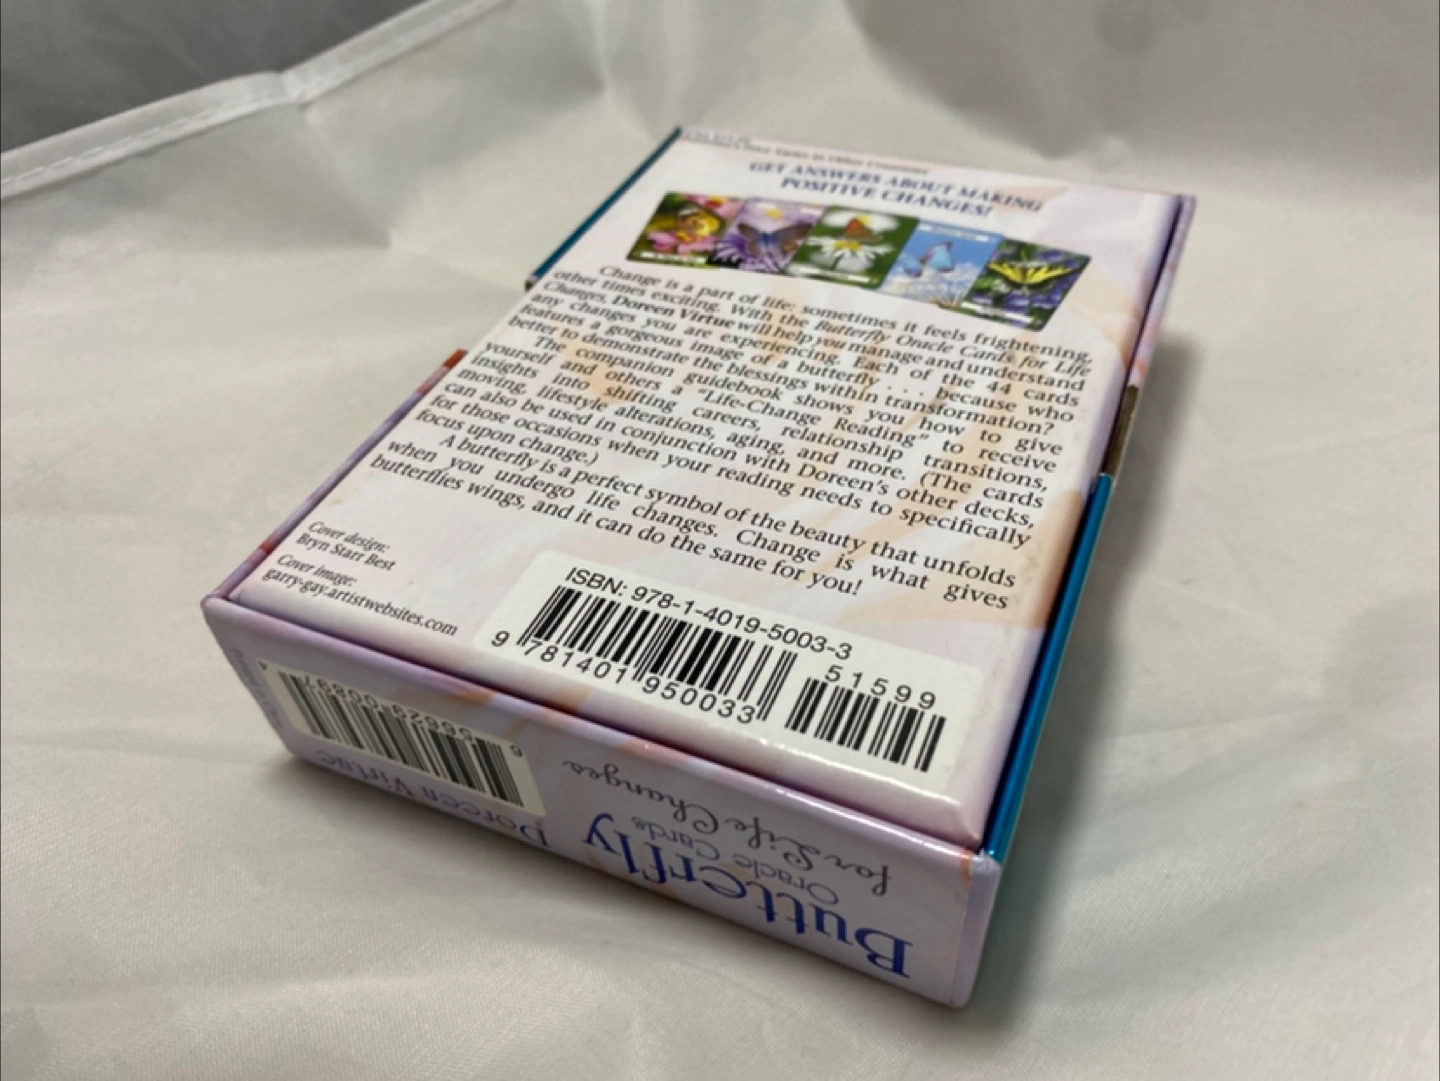 GET ANSWERS ABOUT MAKING
POSITIVE CHANGES!
Change is a part of life; sometimes it feels frightening,
other times exciting. With the Butterfly Oracle Cards for Life
Changes, Doreen Virtue will help you manage and understand
any changes you are experiencing. Each of the 44 cards
features a gorgeous image of a butterfly . . . because who
better to demonstrate the blessings within transformation?
The companion guidebook shows you how to give
yourself and others a “Life-Change Reading” to receive
insights into shifting careers, relationship transitions,
moving, lifestyle alterations, aging, and more. (The cards
can also be used in conjunction with Doreen's other decks,
for those occasions when your reading needs to specifically
focus upon change.)
A butterfly is a perfect symbol of the beauty that unfolds
when you undergo life changes. Change is what gives
butterflies wings, and it can do the same for you!
Cover design:
Bryn Starr Best
Cover image:
garry-gay.artistwebsites.com
ISBN: 978-1-4019-5003-3
51599
9 781401 950033
Doreen Virtue
Butterfly
Oracle Cards
for Life Changes